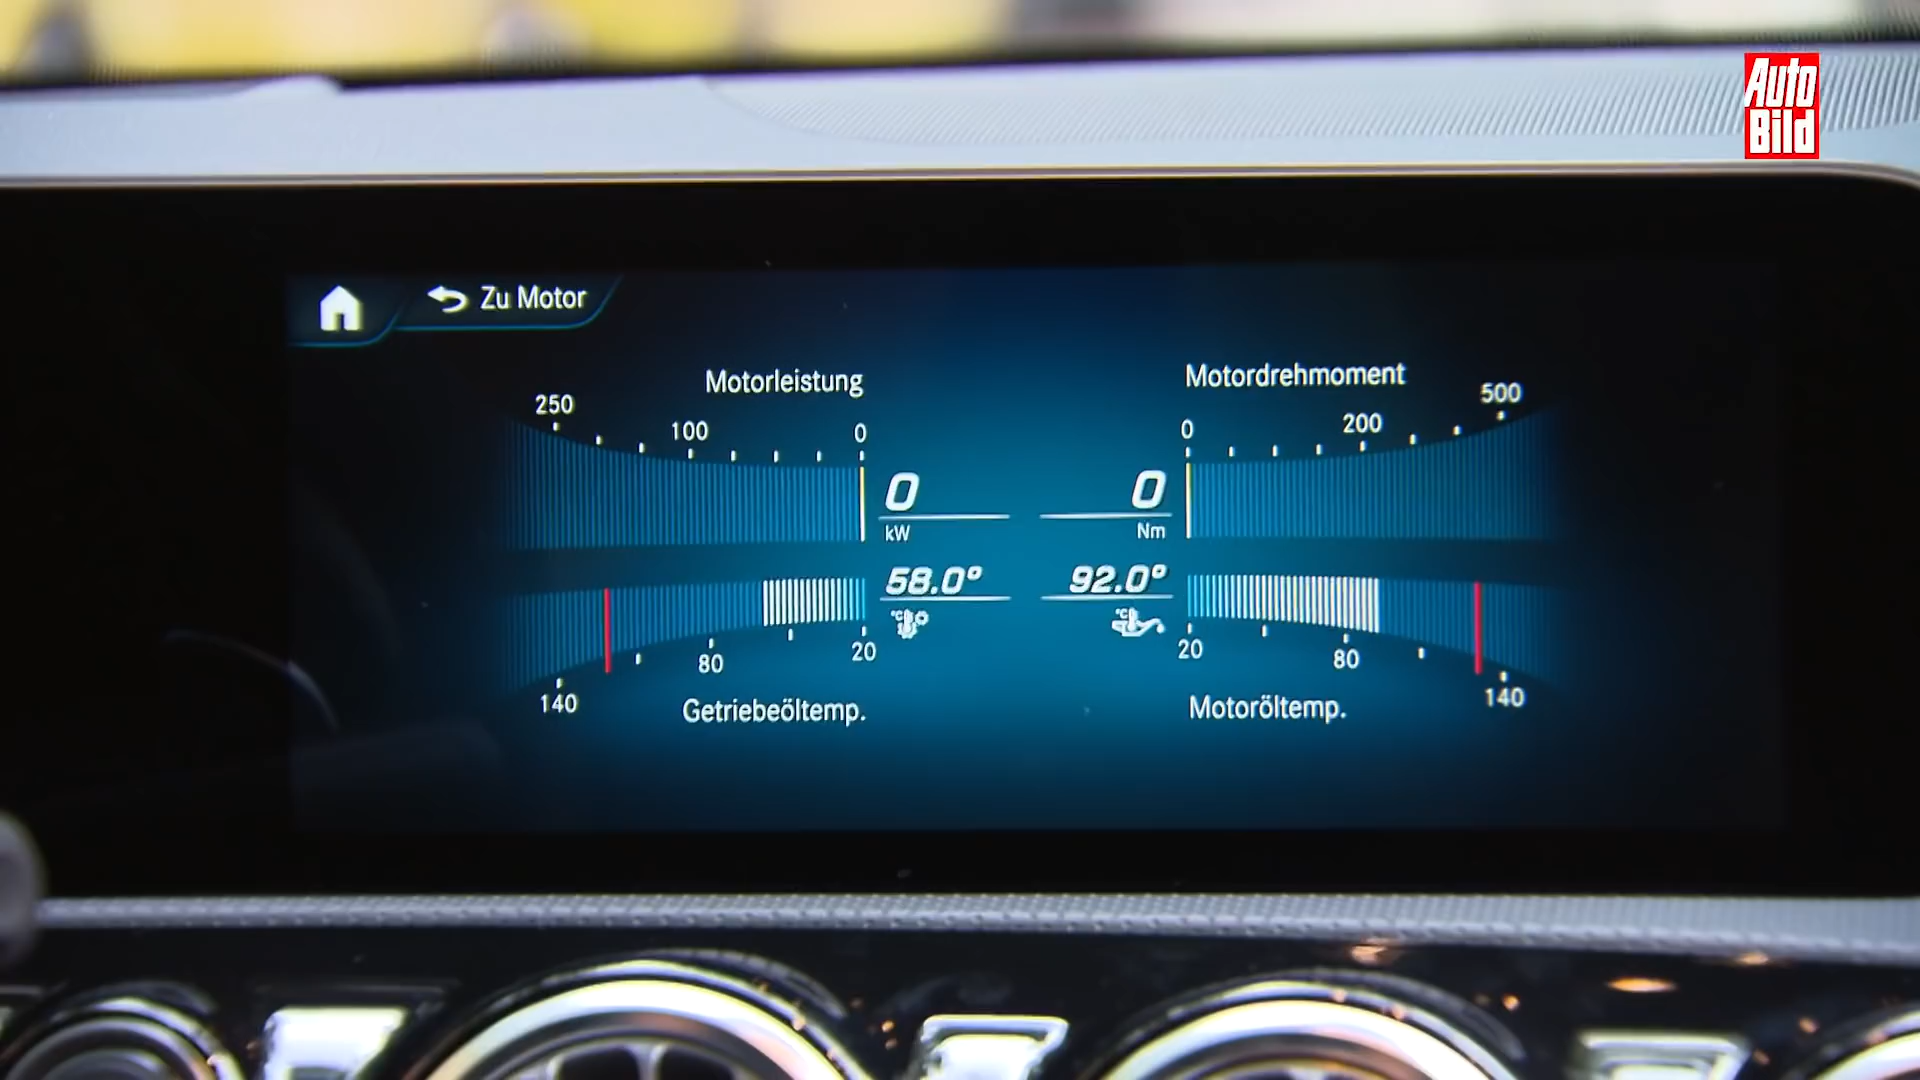 Auto
Bild
Zu Motor
Motorleistung
250
100
0
0
kW
Motordrehmoment
0
200
500
0
Nm
58.0°
°C
140
80
20
Getriebeöltemp.
92.0°
°C
20
80
140
Motoröltemp.